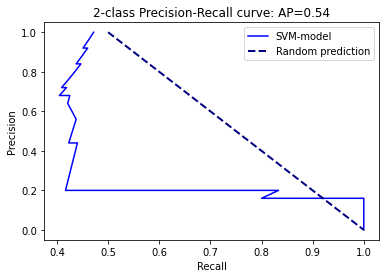 2-class Precision-Recall curve: AP=0.54
SVM-model
Random prediction
Precision
1.0
0.8
0.6
0.4
0.2
0.0
0.4 0.5 0.6 0.7 0.8 0.9 1.0
Recall